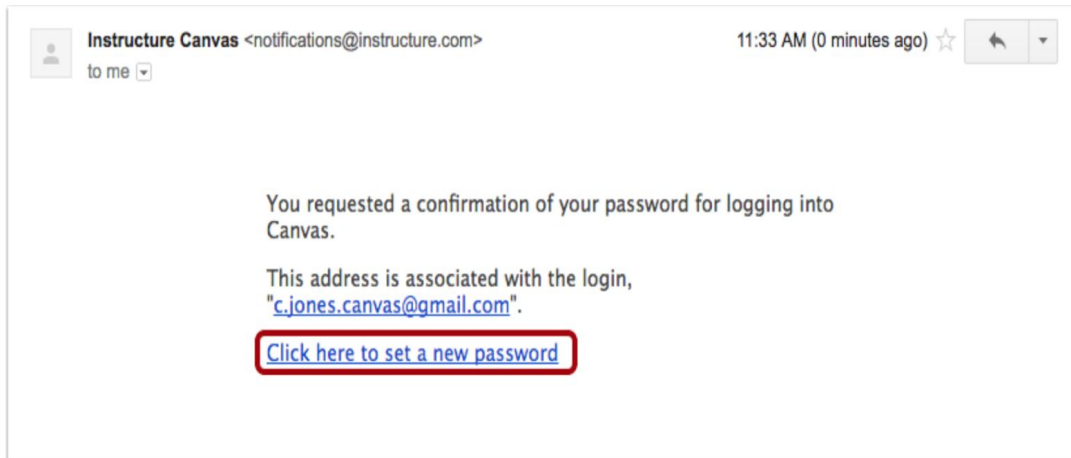 Instructure Canvas <notifications@instructure.com>
11:33 AM (0 minutes ago)
to me
You requested a confirmation of your password for logging into
Canvas.
This address is associated with the login,
"c.jones.canvas@gmail.com".
Click here to set a new password